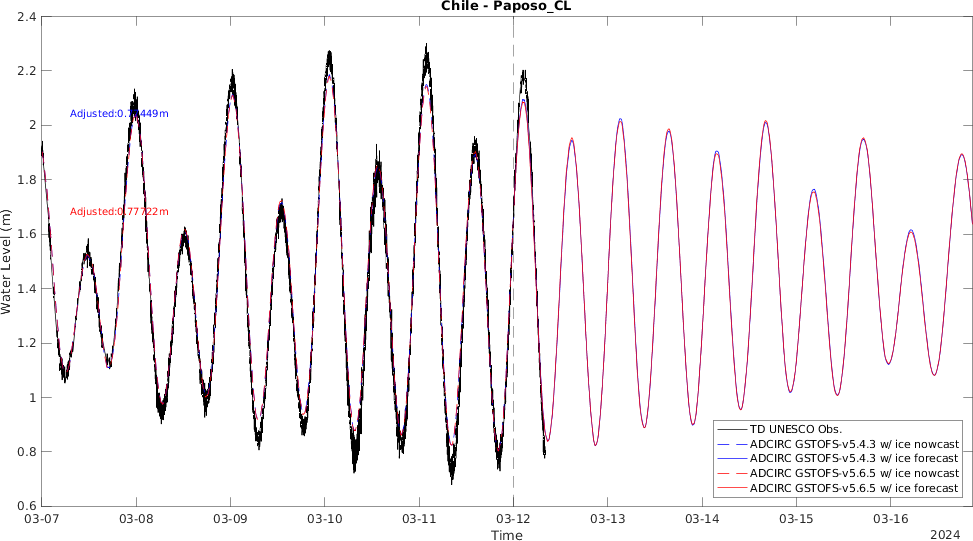 Chile - Paposo_CL
2.4
2.2
2
1.8
1.6
1.4
1.2
1
0.8
0.6
Water Level (m)
Adjusted:0.77722m
03-07
03-08
03-09
03-10
03-11
03-12
03-13
03-14
03-15
03-16
Time
2024
TD UNESCO Obs.
ADCIRC GSTOFS-v5.4.3 w/ ice nowcast
ADCIRC GSTOFS-v5.4.3 w/ ice forecast
ADCIRC GSTOFS-v5.6.5 w/ ice nowcast
ADCIRC GSTOFS-v5.6.5 w/ ice forecast